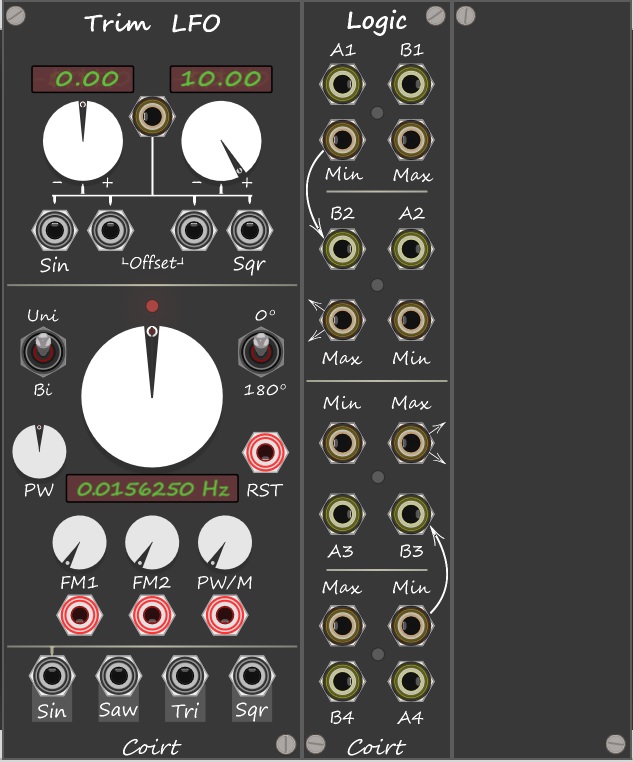 Trim LFO
0.00
10.00
- +
- +
Sin
Offset
Sqr
Uni
0°
Bi
180°
PW
0.0156250 Hz
RST
FM1
FM2
PW/M
Sin
Saw
Tri
Sqr
Coirt
Logic
A1
B1
Min
Max
B2
A2
Max
Min
Min
Max
A3
B3
Max
Min
B4
A4
Coirt